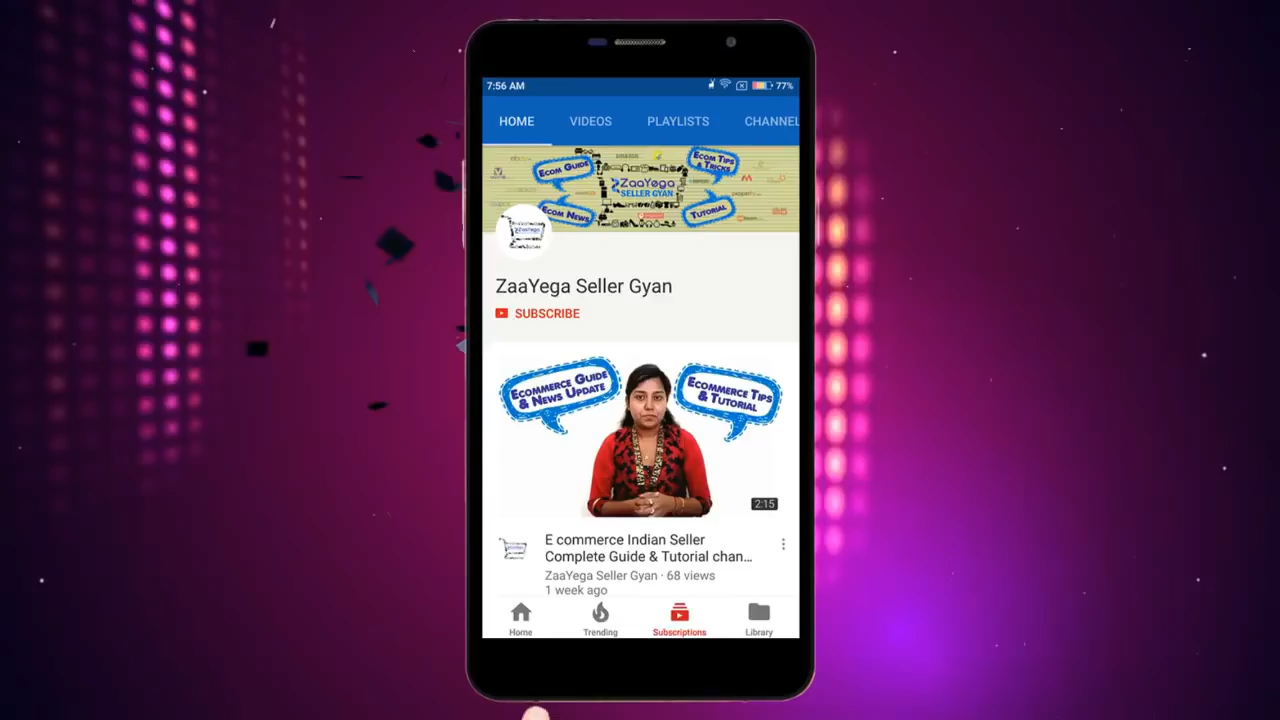 7:56 AM
77%
HOME VIDEOS PLAYLISTS CHANNEL
ECOM GUIDE
ECOM TIPS
& TRICKS
ZaaYega
SELLER GYAN
ECOM NEWS
TUTORIAL
ZaaYega Seller Gyan
SUBSCRIBE
ECOMMERCE GUIDE
& NEWS UPDATE
ECOMMERCE TIPS
& TUTORIAL
2:15
E commerce Indian Seller
Complete Guide & Tutorial chan...
ZaaYega Seller Gyan · 68 views
1 week ago
Home Trending Subscriptions Library